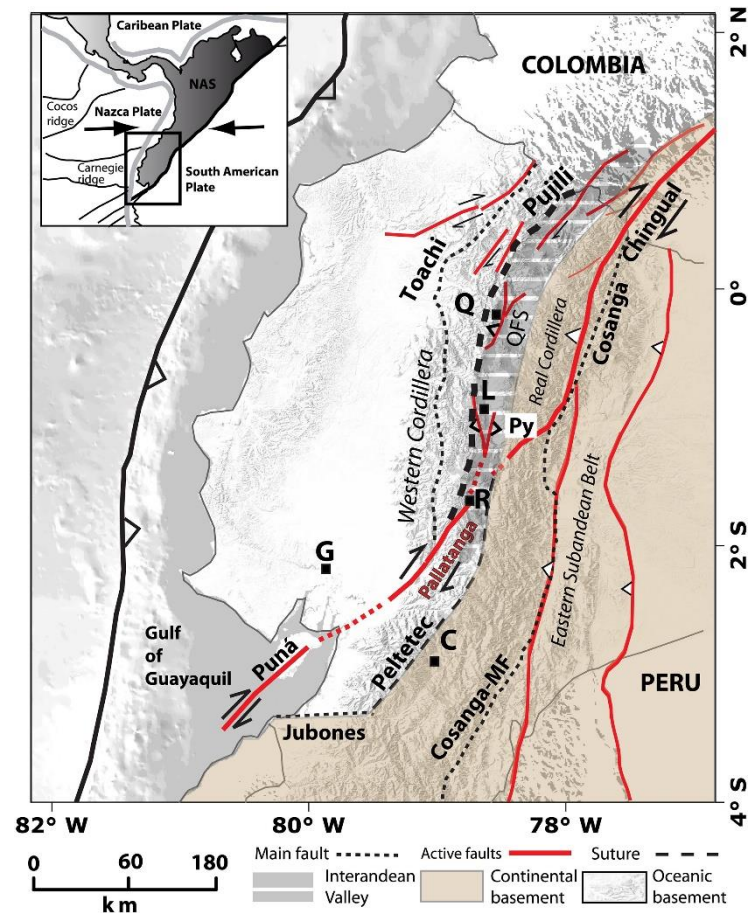 Caribean Plate
NAS
Cocos
ridge
Nazca Plate
Carnegie
ridge
South American
Plate
2°N
COLOMBIA
Pujili
Toachi
Chingual
0°
Q
QFS
Cosanga
Real Cordillera
Western Cordillera
L
Py
R
Eastern Subandean Belt
Pallatanga
2°S
G
Gulf
of
Guayaquil
Puná
Peltetec
C
Cosanga-MF
PERU
Jubones
4°S
82° W
80° W
78° W
0 60 180
km
Main fault
Active faults
Suture
Interandean
Valley
Continental
basement
Oceanic
basement